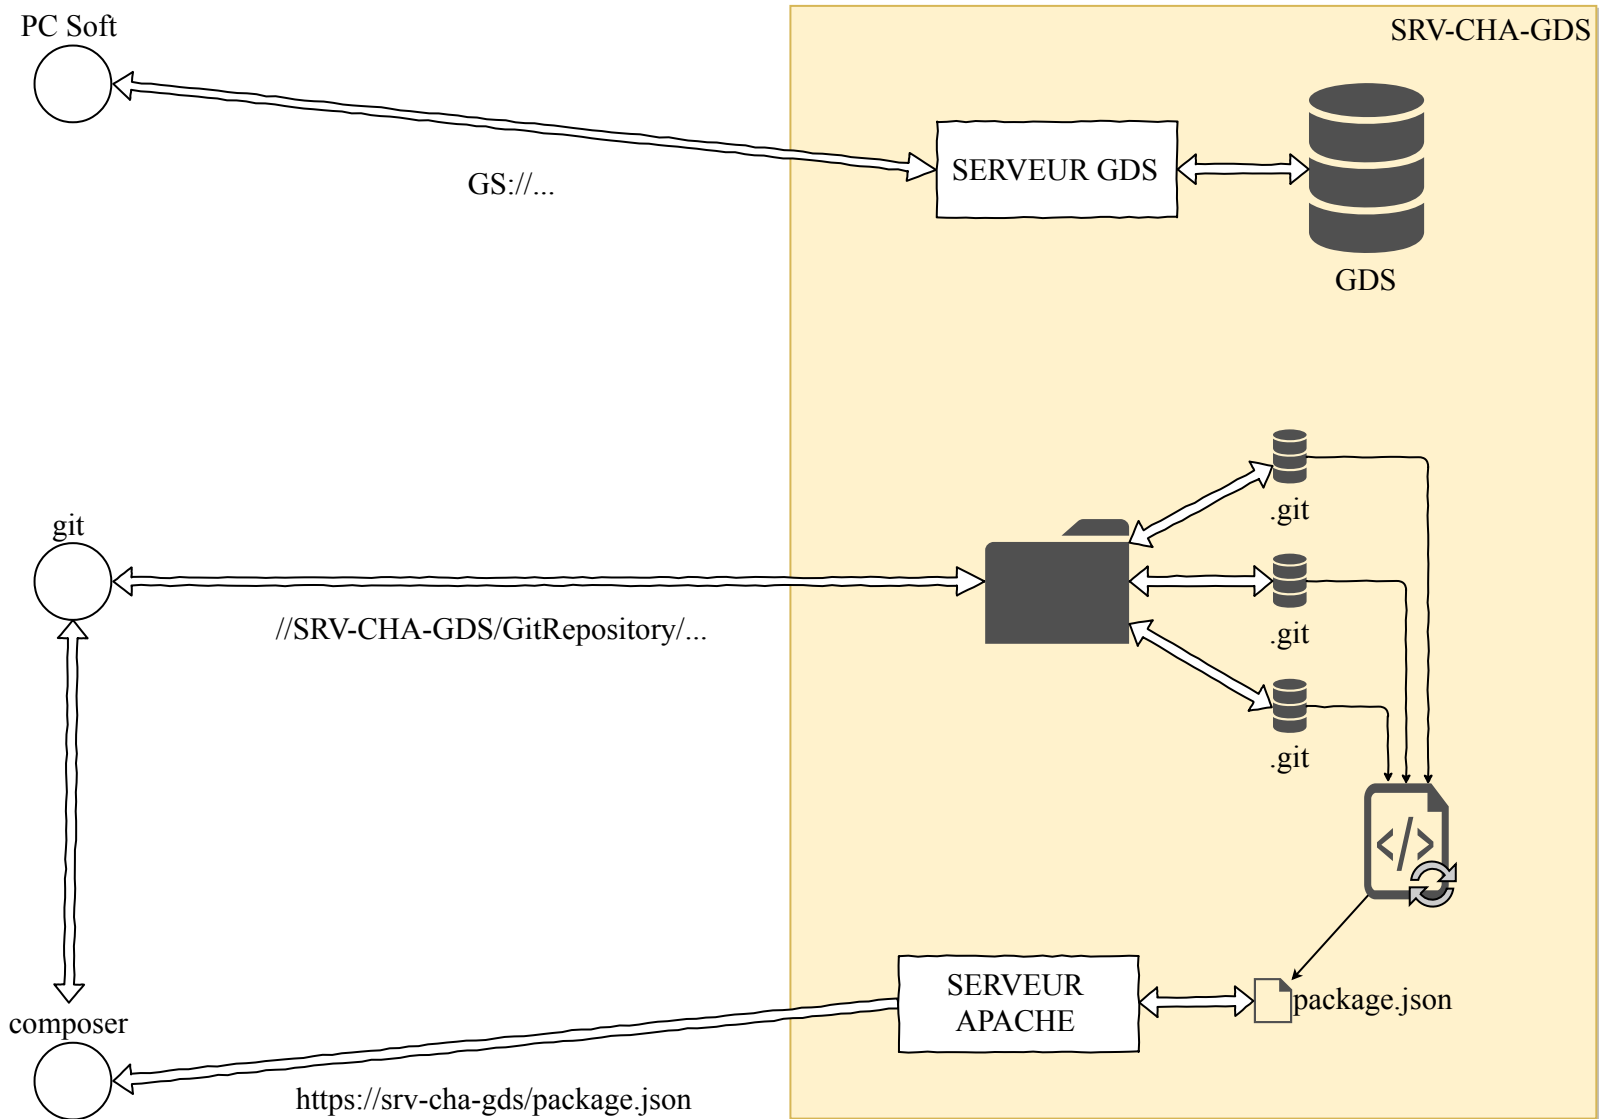 PC Soft
SRV-CHA-GDS
SERVEUR GDS
GS://...
GDS
.git
git
//SRV-CHA-GDS/GitRepository/...
.git
.git
</>
composer
SERVEUR
APACHE
package.json
https://srv-cha-gds/package.json